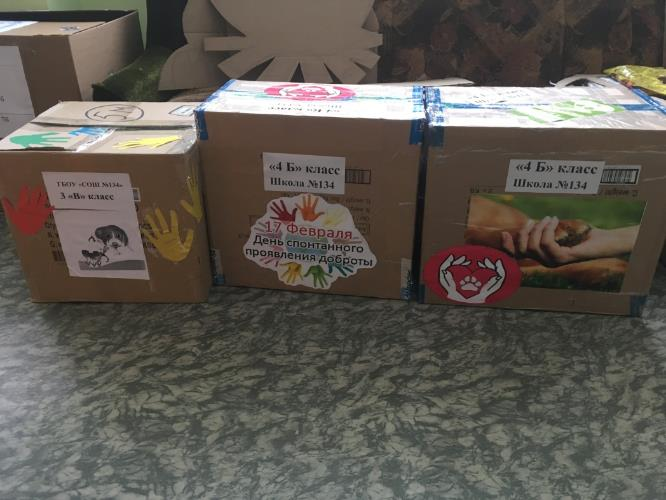 ГБОУ «СОШ №134»
3 «В» класс
«4 Б» класс
Школа №134
17 Февраля
День спонтанного
проявления доброты
«4 Б» класс
Школа №134